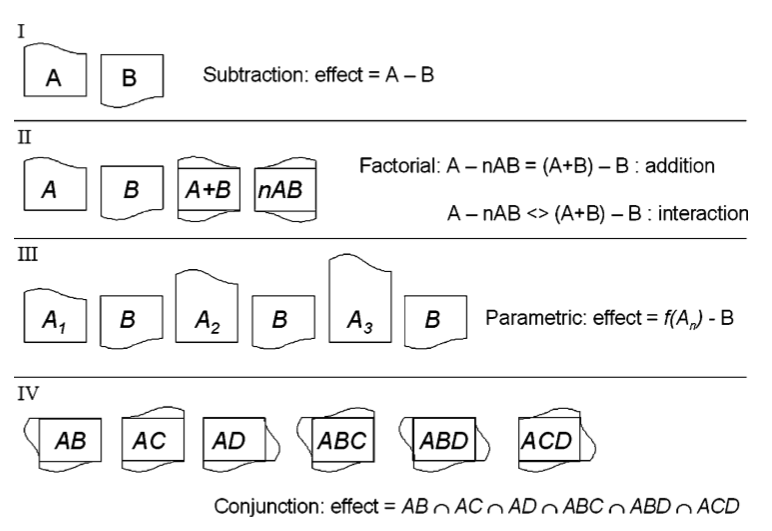 I
A B Subtraction: effect = A – B
II
A B A+B nAB Factorial: A – nAB = (A+B) – B : addition
A – nAB <> (A+B) – B : interaction
III
A₁ B A₂ B A₃ B Parametric: effect = f(Aₙ) - B
IV
AB AC AD ABC ABD ACD
Conjunction: effect = AB ∩ AC ∩ AD ∩ ABC ∩ ABD ∩ ACD